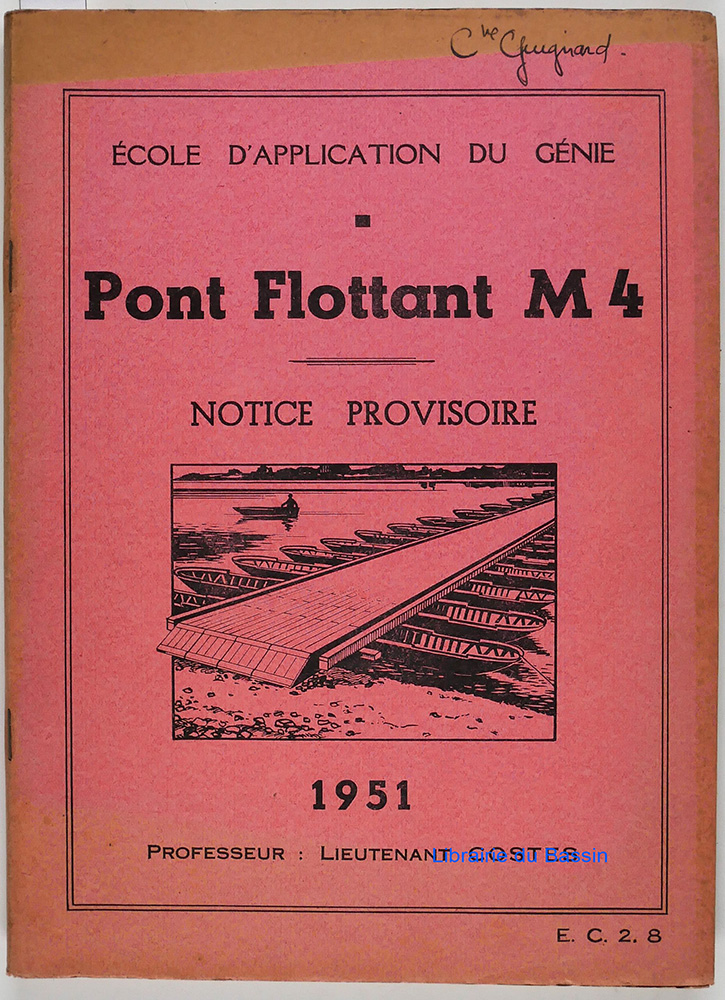 Cne Guignard.
ÉCOLE D'APPLICATION DU GÉNIE
Pont Flottant M4
NOTICE PROVISOIRE
1951
PROFESSEUR : LIEUTENANT COSTES
Librairie du Bassin
E. C. 2. 8